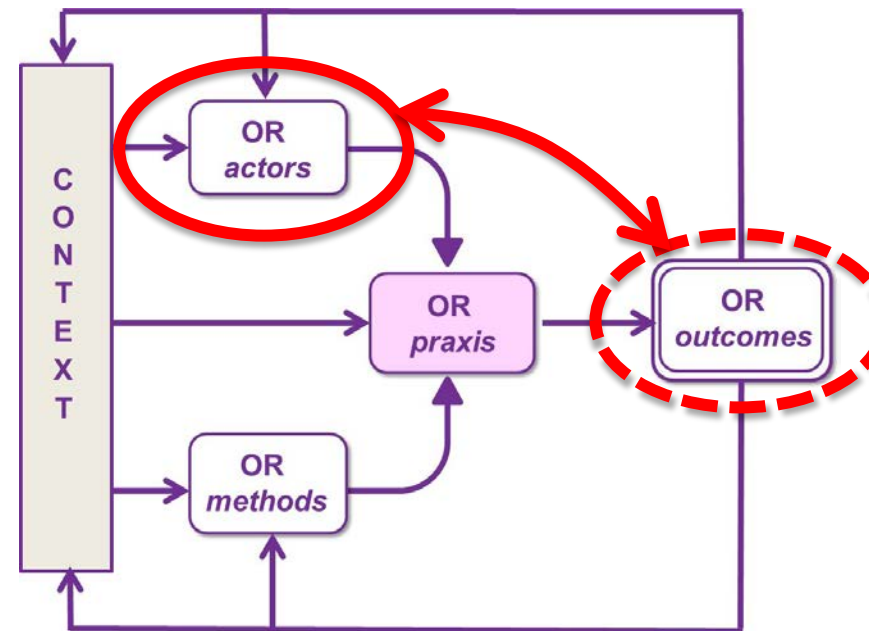 C
O
N
T
E
X
T
OR
actors
OR
praxis
OR
outcomes
OR
methods